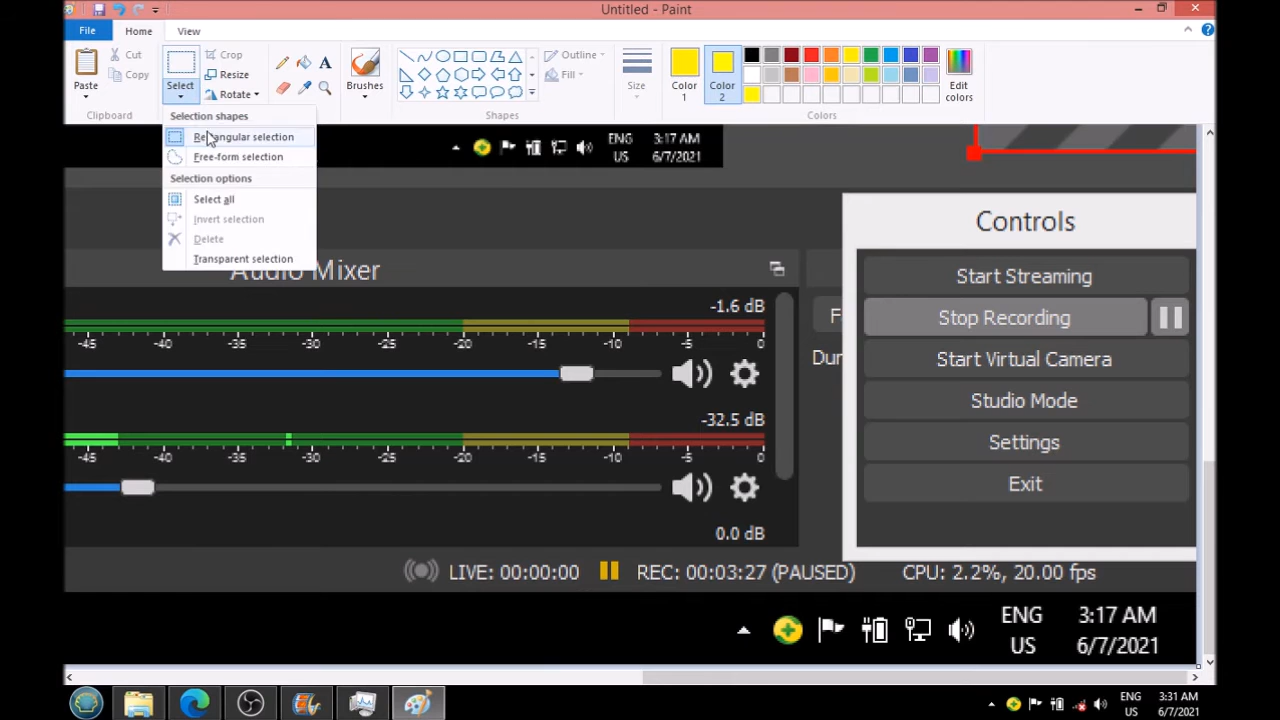 Untitled - Paint
File Home View
Cut
Copy
Paste
Clipboard
Select
Crop
Resize
Rotate
Brushes
Shapes
Outline
Fill
Size
Color 1
Color 2
Edit colors
Colors
Selection shapes
Rectangular selection
Free-form selection
Selection options
Select all
Invert selection
Delete
Transparent selection
ENG 3:17 AM
US 6/7/2021
Audio Mixer
-1.6 dB
-45 -40 -35 -30 -25 -20 -15 -10 -5 0
-32.5 dB
-45 -40 -35 -30 -25 -20 -15 -10 -5 0
0.0 dB
F
Dur
Controls
Start Streaming
Stop Recording
Start Virtual Camera
Studio Mode
Settings
Exit
LIVE: 00:00:00 REC: 00:03:27 (PAUSED) CPU: 2.2%, 20.00 fps
ENG 3:17 AM
US 6/7/2021
ENG 3:31 AM
US 6/7/2021